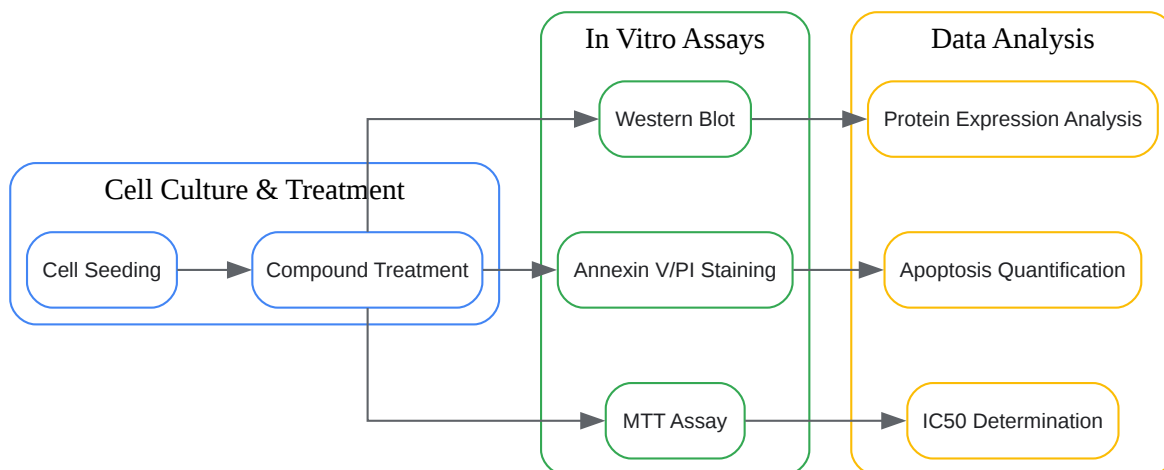 In Vitro Assays
Data Analysis
Western Blot
Protein Expression Analysis
Cell Culture & Treatment
Cell Seeding
Compound Treatment
Annexin V/PI Staining
Apoptosis Quantification
MTT Assay
IC50 Determination